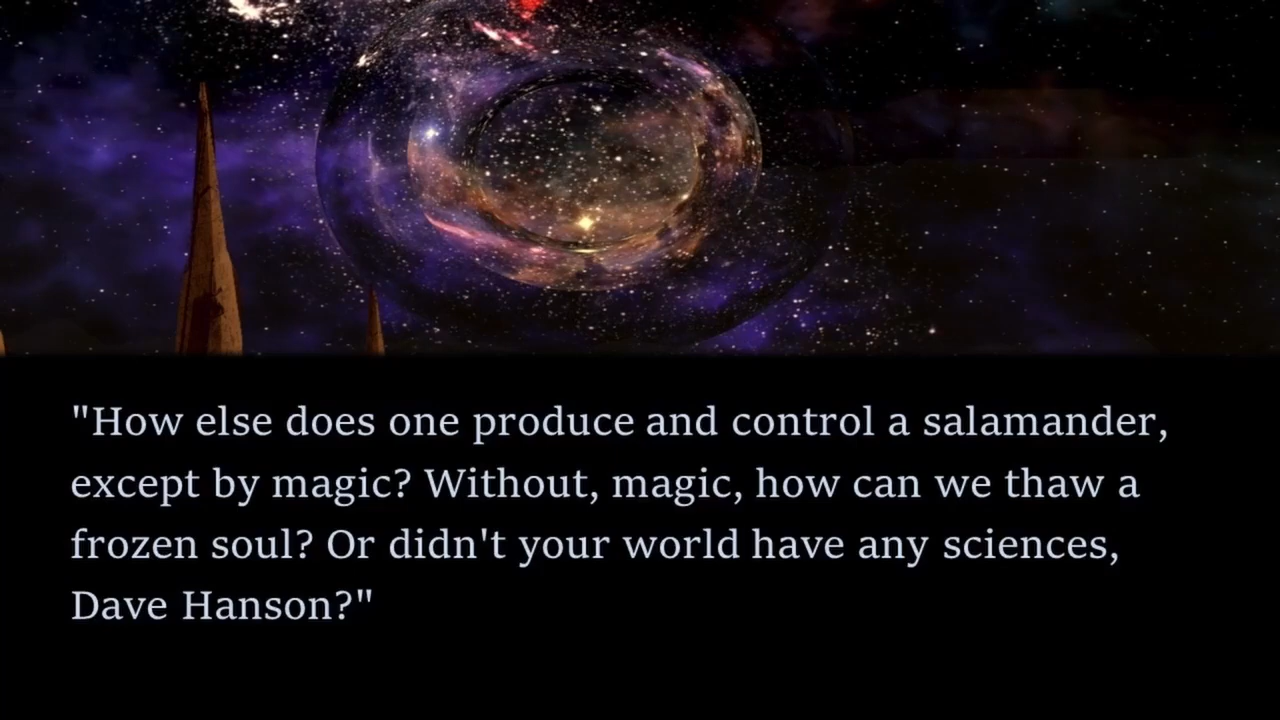 "How else does one produce and control a salamander,
except by magic? Without, magic, how can we thaw a
frozen soul? Or didn't your world have any sciences,
Dave Hanson?"